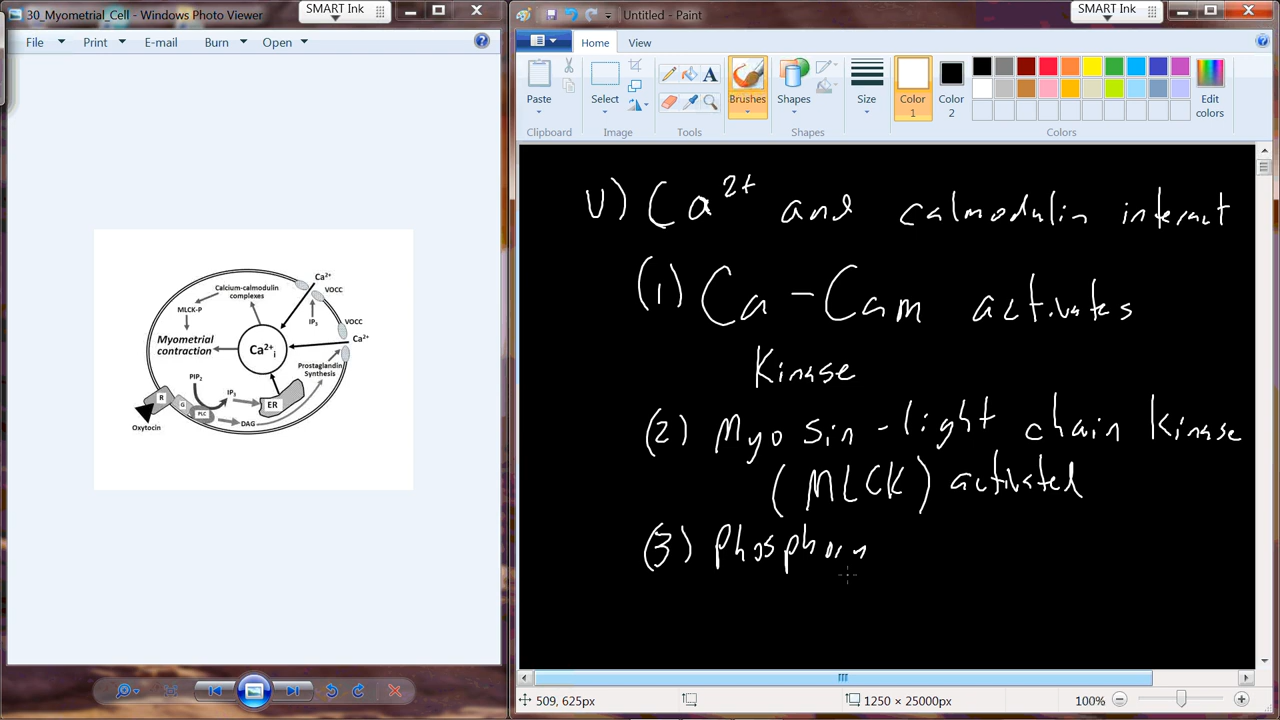 30_Myometrial_Cell - Windows Photo Viewer
SMART Ink
File Print E-mail Burn Open
Ca2+
VOCC
Calcium-calmodulin
complexes
MLCK-P
IP3
VOCC
Ca2+
Myometrial
contraction
Ca2+i
Prostaglandin
Synthesis
PIP2
IP3
R
G
PLC
ER
DAG
Oxytocin
Untitled - Paint
SMART Ink
Home View
Paste
Select
Brushes
Shapes
Size
Color
1
Color
2
Edit
colors
Clipboard
Image
Tools
Shapes
Colors
V) Ca2+ and calmodulin interact
(1) Ca - Cam activates
Kinase
(2) Myosin - light chain kinase
(MLCK) activated
(3) Phosphory
509, 625px
1250 × 25000px
100%